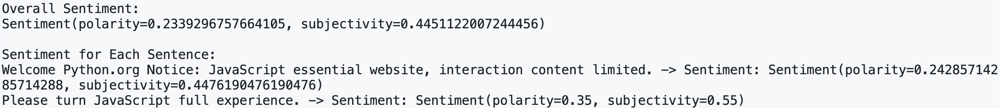 Overall Sentiment:
Sentiment(polarity=0.2339296757664105, subjectivity=0.4451122007244456)
Sentiment for Each Sentence:
Welcome Python.org Notice: JavaScript essential website, interaction content limited. -> Sentiment: Sentiment(polarity=0.242857142
85714288, subjectivity=0.4476190476190476)
Please turn JavaScript full experience. -> Sentiment: Sentiment(polarity=0.35, subjectivity=0.55)